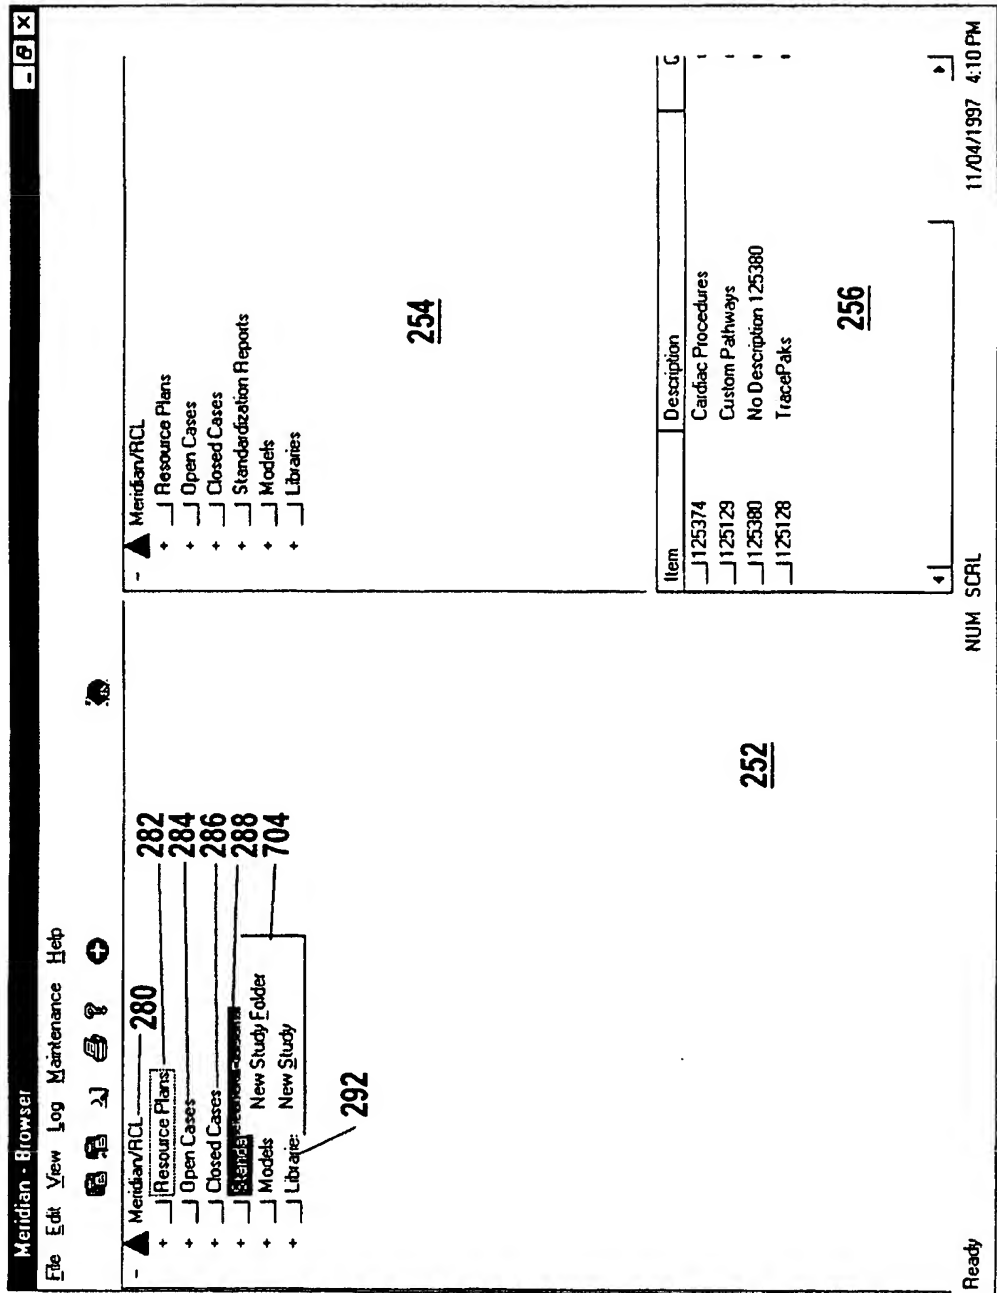 Meridian - Browser
File Edit View Log Maintenance Help
Meridian/RCL
280
Resource Plans
282
Open Cases
284
Closed Cases
286
288
Models
New Study Folder
704
Libraries
New Study
292
252
Meridian/RCL
Resource Plans
Open Cases
Closed Cases
Standardization Reports
Models
Libraries
254
Item Description
125374 Cardiac Procedures
125129 Custom Pathways
125380 No Description 125380
125128 TracePaks
256
Ready NUM SCRL 11/04/1997 4:10 PM